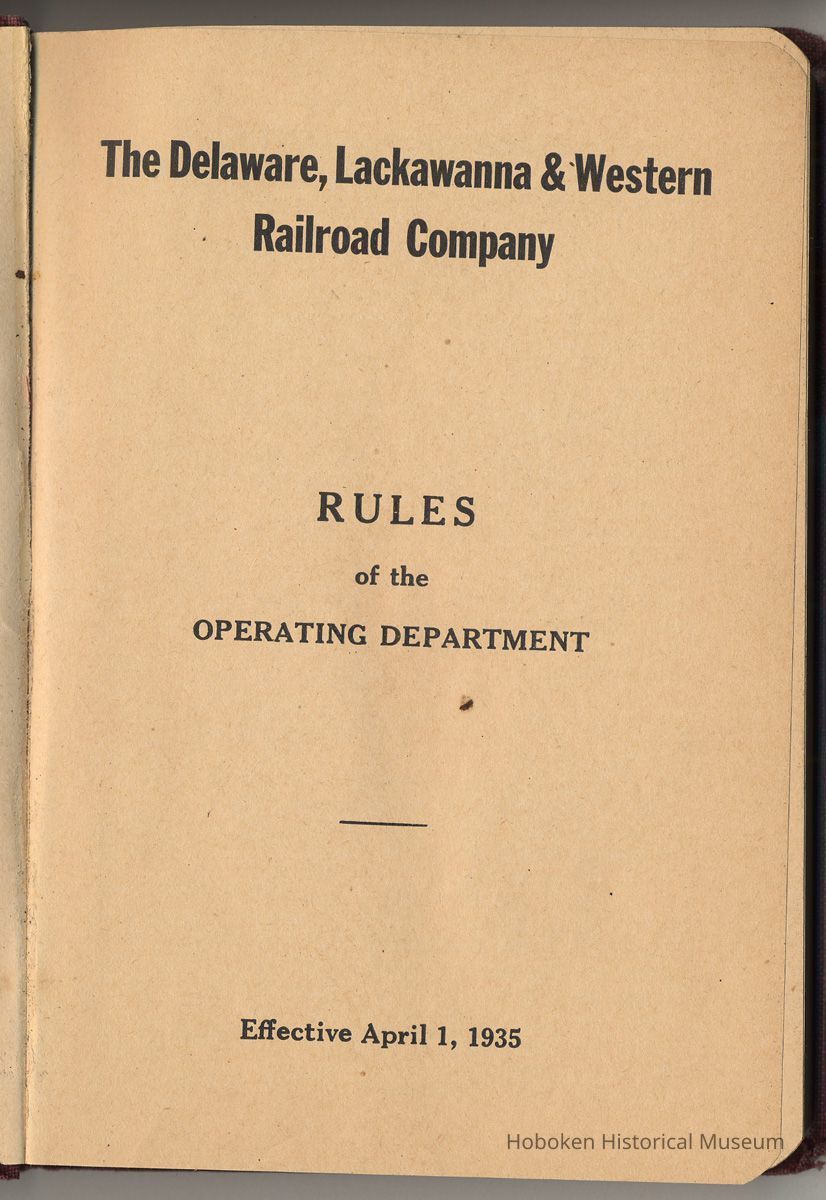 The Delaware, Lackawanna & Western
Railroad Company
RULES
of the
OPERATING DEPARTMENT
Effective April 1, 1935
Hoboken Historical Museum